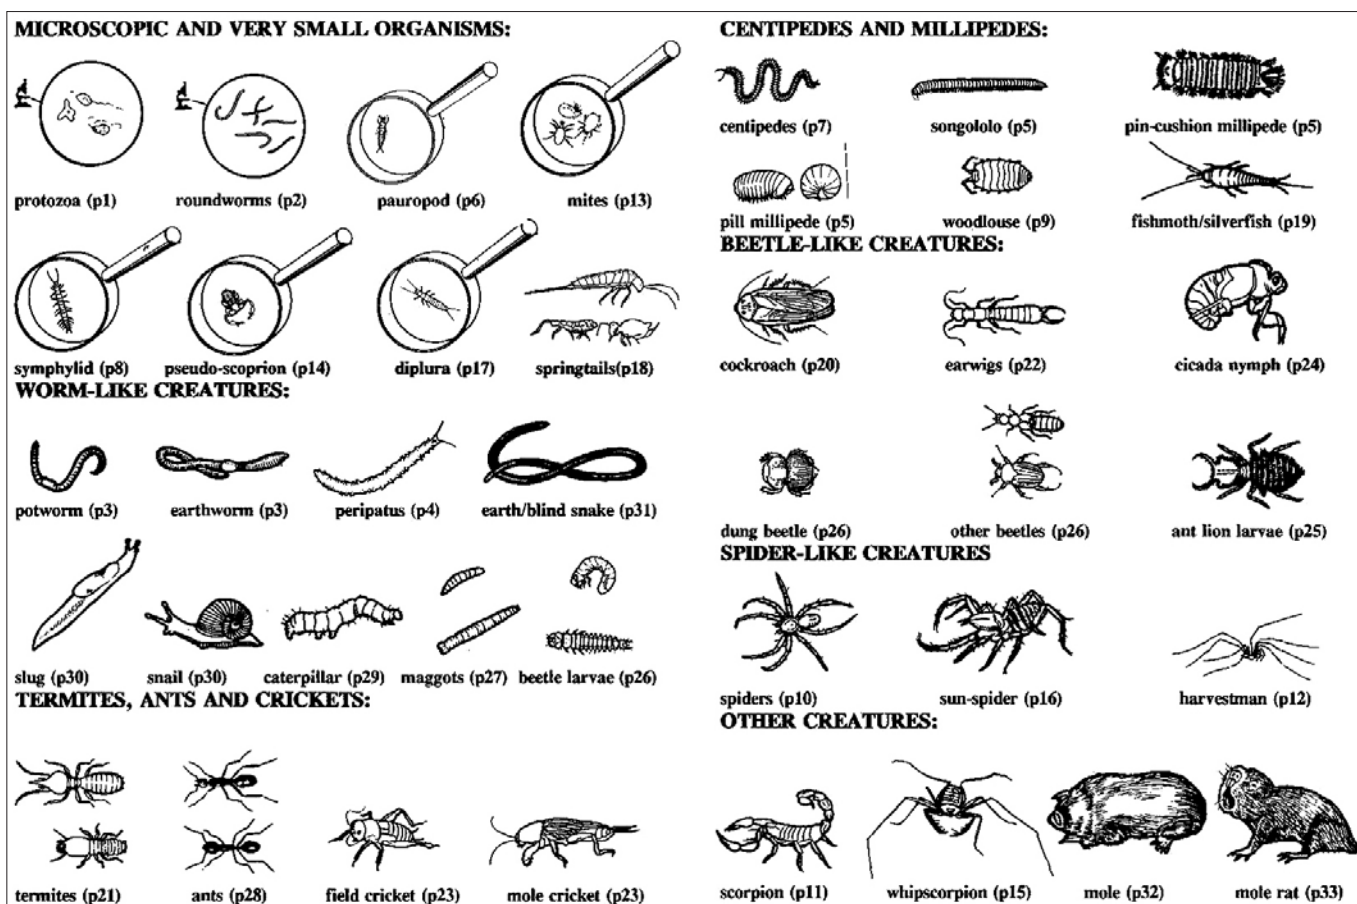 MICROSCOPIC AND VERY SMALL ORGANISMS:
protozoa (p1) roundworms (p2) pauropod (p6) mites (p13)
symphylid (p8) pseudo-scoprion (p14) diplura (p17) springtails(p18)
WORM-LIKE CREATURES:
potworm (p3) earthworm (p3) peripatus (p4) earth/blind snake (p31)
slug (p30) snail (p30) caterpillar (p29) maggots (p27) beetle larvae (p26)
TERMITES, ANTS AND CRICKETS:
termites (p21) ants (p28) field cricket (p23) mole cricket (p23)
CENTIPEDES AND MILLIPEDES:
centipedes (p7) songololo (p5) pin-cushion millipede (p5)
pill millipede (p5) woodlouse (p9) fishmoth/silverfish (p19)
BEETLE-LIKE CREATURES:
cockroach (p20) earwigs (p22) cicada nymph (p24)
dung beetle (p26) other beetles (p26) ant lion larvae (p25)
SPIDER-LIKE CREATURES
spiders (p10) sun-spider (p16) harvestman (p12)
OTHER CREATURES:
scorpion (p11) whipscorpion (p15) mole (p32) mole rat (p33)